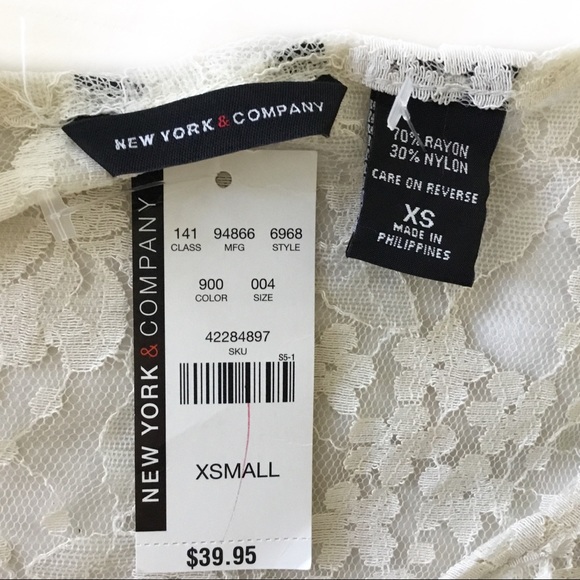 NEW YORK & COMPANY
70% RAYON
30% NYLON
CARE ON REVERSE
XS
MADE IN
PHILIPPINES
NEW YORK & COMPANY
141 94866 6968
CLASS MFG STYLE
900 004
COLOR SIZE
42284897
SKU
S5-1
XSMALL
$39.95